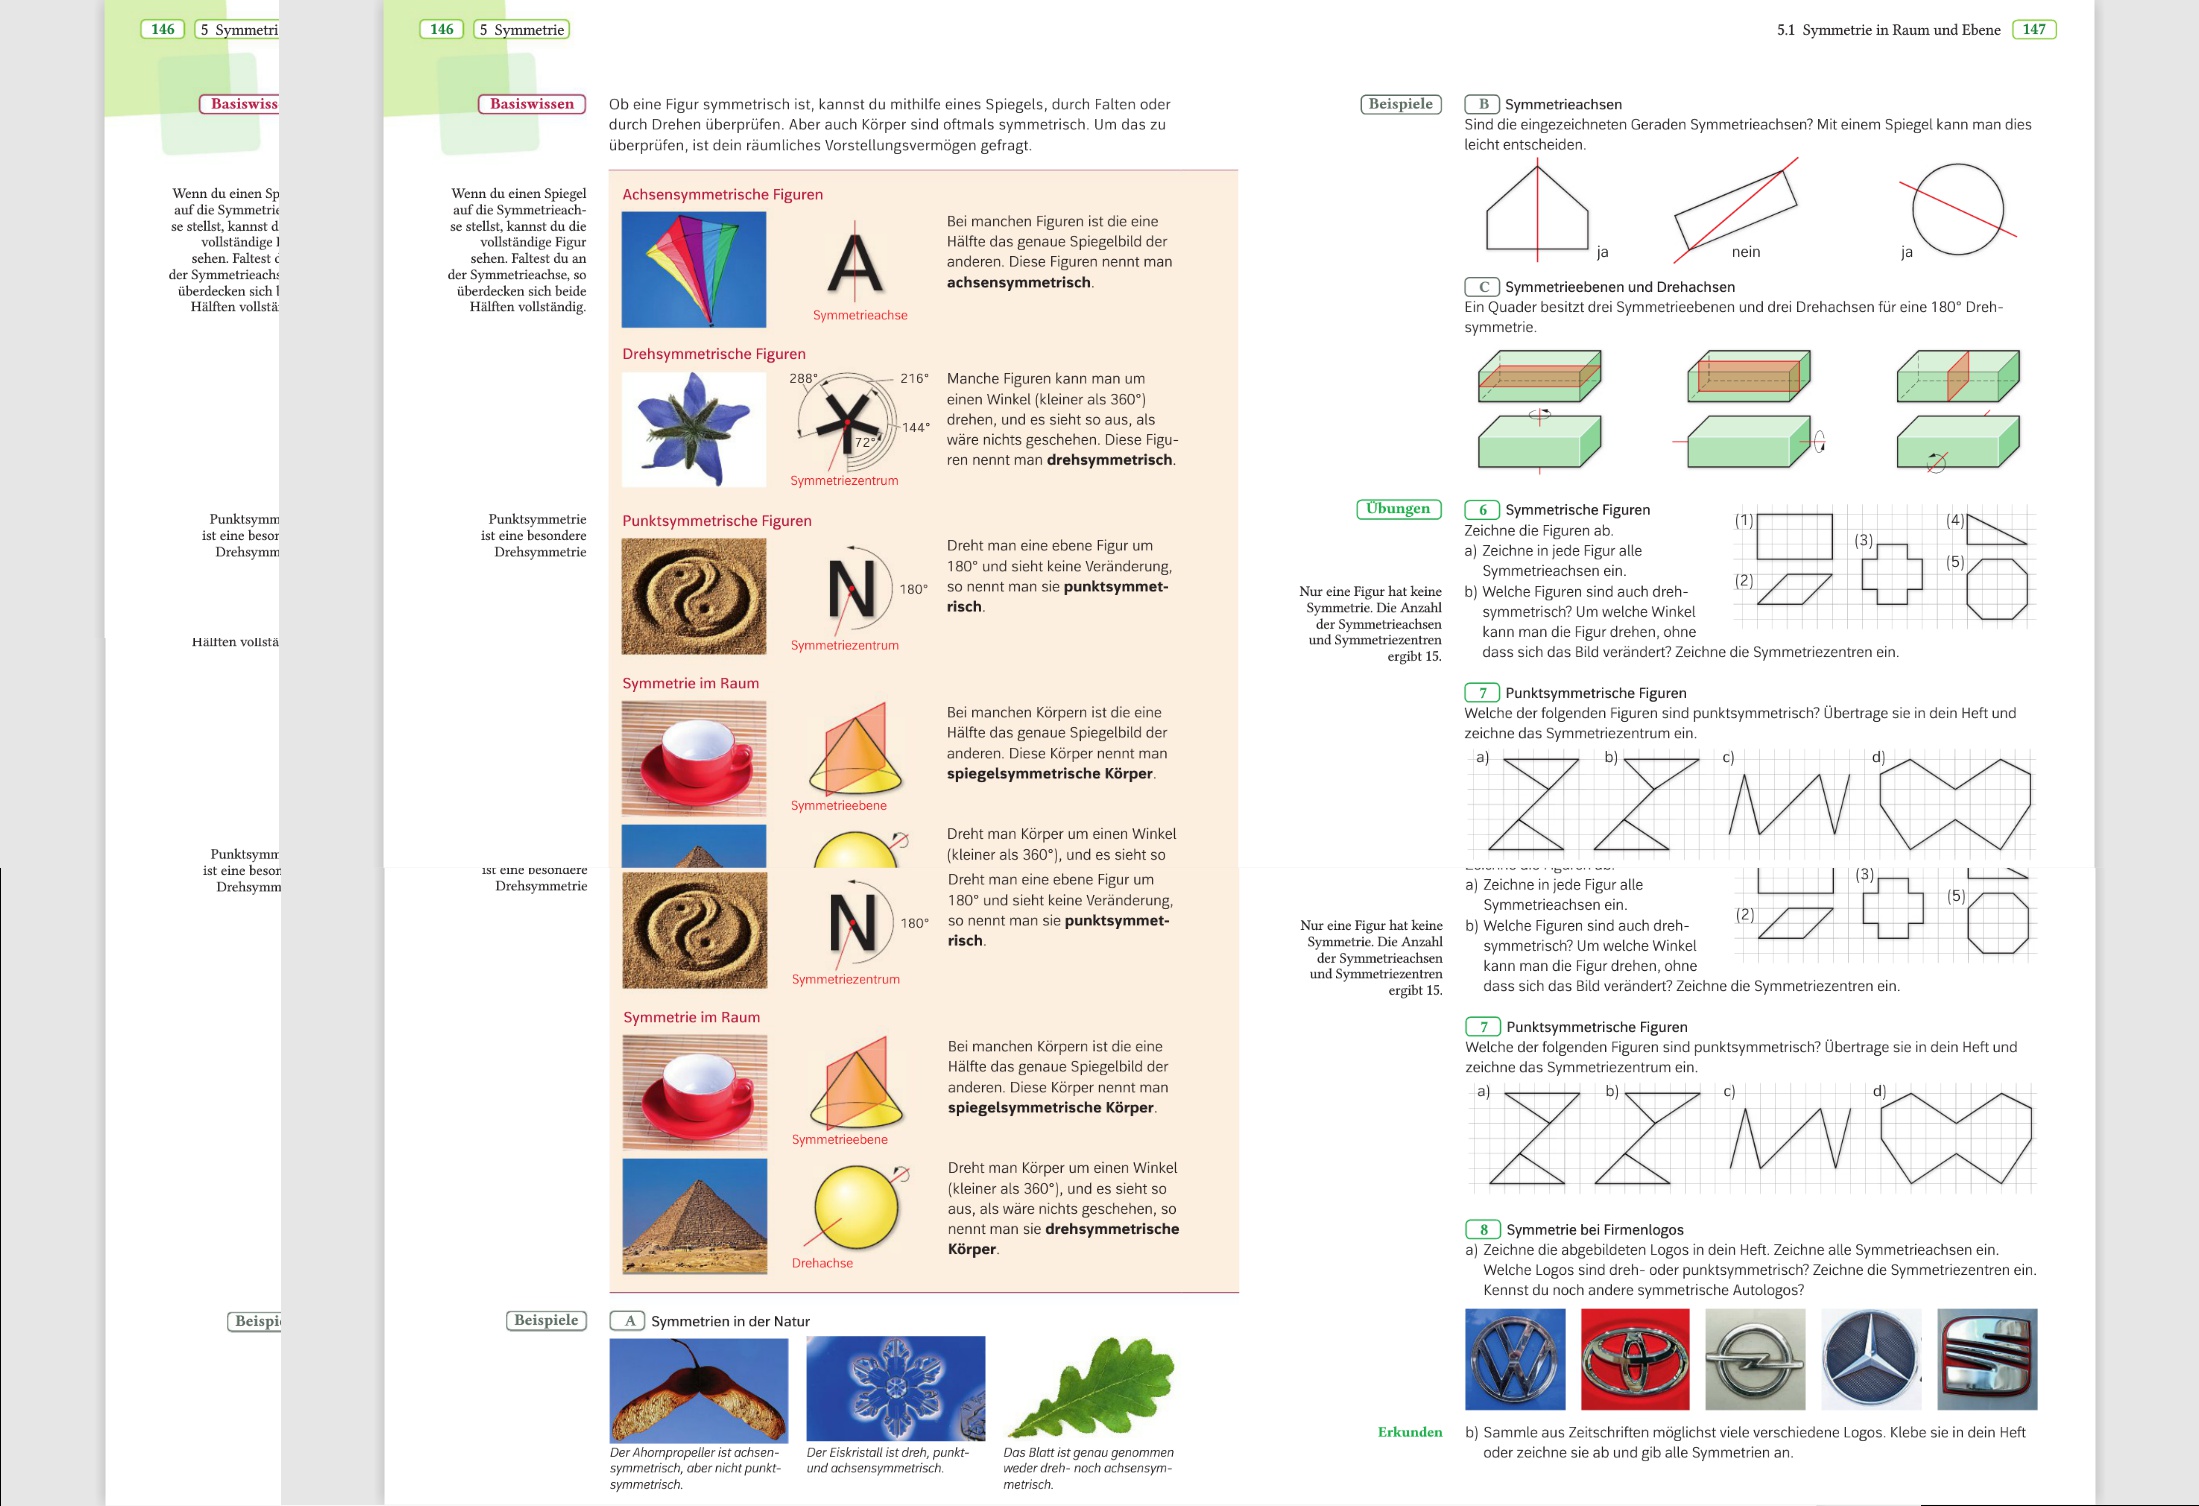 146
5 Symmetri
Basiswiss
Wenn du einen Sp
auf die Symmetrie
se stellst, kannst d
vollständige
sehen. Faltest d
der Symmetrieachs
überdecken sich
Hälften vollstä
Punktsymm
ist eine beson
Drehsymm
Hälften vollstä
Punktsymm
ist eine beson
Drehsymm
Beispi
146
5 Symmetrie
Basiswissen
Ob eine Figur symmetrisch ist, kannst du mithilfe eines Spiegels, durch Falten oder
durch Drehen überprüfen. Aber auch Körper sind oftmals symmetrisch. Um das zu
überprüfen, ist dein räumliches Vorstellungsvermögen gefragt.
Wenn du einen Spiegel
auf die Symmetrieach-
se stellst, kannst du die
vollständige Figur
sehen. Faltest du an
der Symmetrieachse, so
überdecken sich beide
Hälften vollständig.
Achsensymmetrische Figuren
A
Symmetrieachse
Bei manchen Figuren ist die eine
Hälfte das genaue Spiegelbild der
anderen. Diese Figuren nennt man
achsensymmetrisch.
Drehsymmetrische Figuren
288°
216°
144°
72°
Symmetriezentrum
Manche Figuren kann man um
einen Winkel (kleiner als 360°)
drehen, und es sieht so aus, als
wäre nichts geschehen. Diese Figu-
ren nennt man drehsymmetrisch.
Punktsymmetrie
ist eine besondere
Drehsymmetrie
Punktsymmetrische Figuren
N
180°
Symmetriezentrum
Dreht man eine ebene Figur um
180° und sieht keine Veränderung,
so nennt man sie punktsymmet-
risch.
Symmetrie im Raum
Symmetrieebene
Bei manchen Körpern ist die eine
Hälfte das genaue Spiegelbild der
anderen. Diese Körper nennt man
spiegelsymmetrische Körper.
Dreht man Körper um einen Winkel
(kleiner als 360°), und es sieht so
ist eine besondere
Drehsymmetrie
N
180°
Symmetriezentrum
Dreht man eine ebene Figur um
180° und sieht keine Veränderung,
so nennt man sie punktsymmet-
risch.
Symmetrie im Raum
Symmetrieebene
Bei manchen Körpern ist die eine
Hälfte das genaue Spiegelbild der
anderen. Diese Körper nennt man
spiegelsymmetrische Körper.
Drehachse
Dreht man Körper um einen Winkel
(kleiner als 360°), und es sieht so
aus, als wäre nichts geschehen, so
nennt man sie drehsymmetrische
Körper.
Beispiele
A Symmetrien in der Natur
Der Ahornpropeller ist achsen-
symmetrisch, aber nicht punkt-
symmetrisch.
Der Eiskristall ist dreh, punkt-
und achsensymmetrisch.
Das Blatt ist genau genommen
weder dreh- noch achsensym-
metrisch.
5.1 Symmetrie in Raum und Ebene
147
Beispiele
B Symmetrieachsen
Sind die eingezeichneten Geraden Symmetrieachsen? Mit einem Spiegel kann man dies
leicht entscheiden.
ja
nein
ja
C Symmetrieebenen und Drehachsen
Ein Quader besitzt drei Symmetrieebenen und drei Drehachsen für eine 180° Dreh-
symmetrie.
Übungen
6 Symmetrische Figuren
Zeichne die Figuren ab.
a) Zeichne in jede Figur alle
Symmetrieachsen ein.
b) Welche Figuren sind auch dreh-
symmetrisch? Um welche Winkel
kann man die Figur drehen, ohne
dass sich das Bild verändert? Zeichne die Symmetriezentren ein.
(1)
(2)
(3)
(4)
(5)
Nur eine Figur hat keine
Symmetrie. Die Anzahl
der Symmetrieachsen
und Symmetriezentren
ergibt 15.
7 Punktsymmetrische Figuren
Welche der folgenden Figuren sind punktsymmetrisch? Übertrage sie in dein Heft und
zeichne das Symmetriezentrum ein.
a)
b)
c)
d)
a) Zeichne in jede Figur alle
Symmetrieachsen ein.
b) Welche Figuren sind auch dreh-
symmetrisch? Um welche Winkel
kann man die Figur drehen, ohne
dass sich das Bild verändert? Zeichne die Symmetriezentren ein.
(2)
(3)
(5)
Nur eine Figur hat keine
Symmetrie. Die Anzahl
der Symmetrieachsen
und Symmetriezentren
ergibt 15.
7 Punktsymmetrische Figuren
Welche der folgenden Figuren sind punktsymmetrisch? Übertrage sie in dein Heft und
zeichne das Symmetriezentrum ein.
a)
b)
c)
d)
8 Symmetrie bei Firmenlogos
a) Zeichne die abgebildeten Logos in dein Heft. Zeichne alle Symmetrieachsen ein.
Welche Logos sind dreh- oder punktsymmetrisch? Zeichne die Symmetriezentren ein.
Kennst du noch andere symmetrische Autologos?
Erkunden
b) Sammle aus Zeitschriften möglichst viele verschiedene Logos. Klebe sie in dein Heft
oder zeichne sie ab und gib alle Symmetrien an.